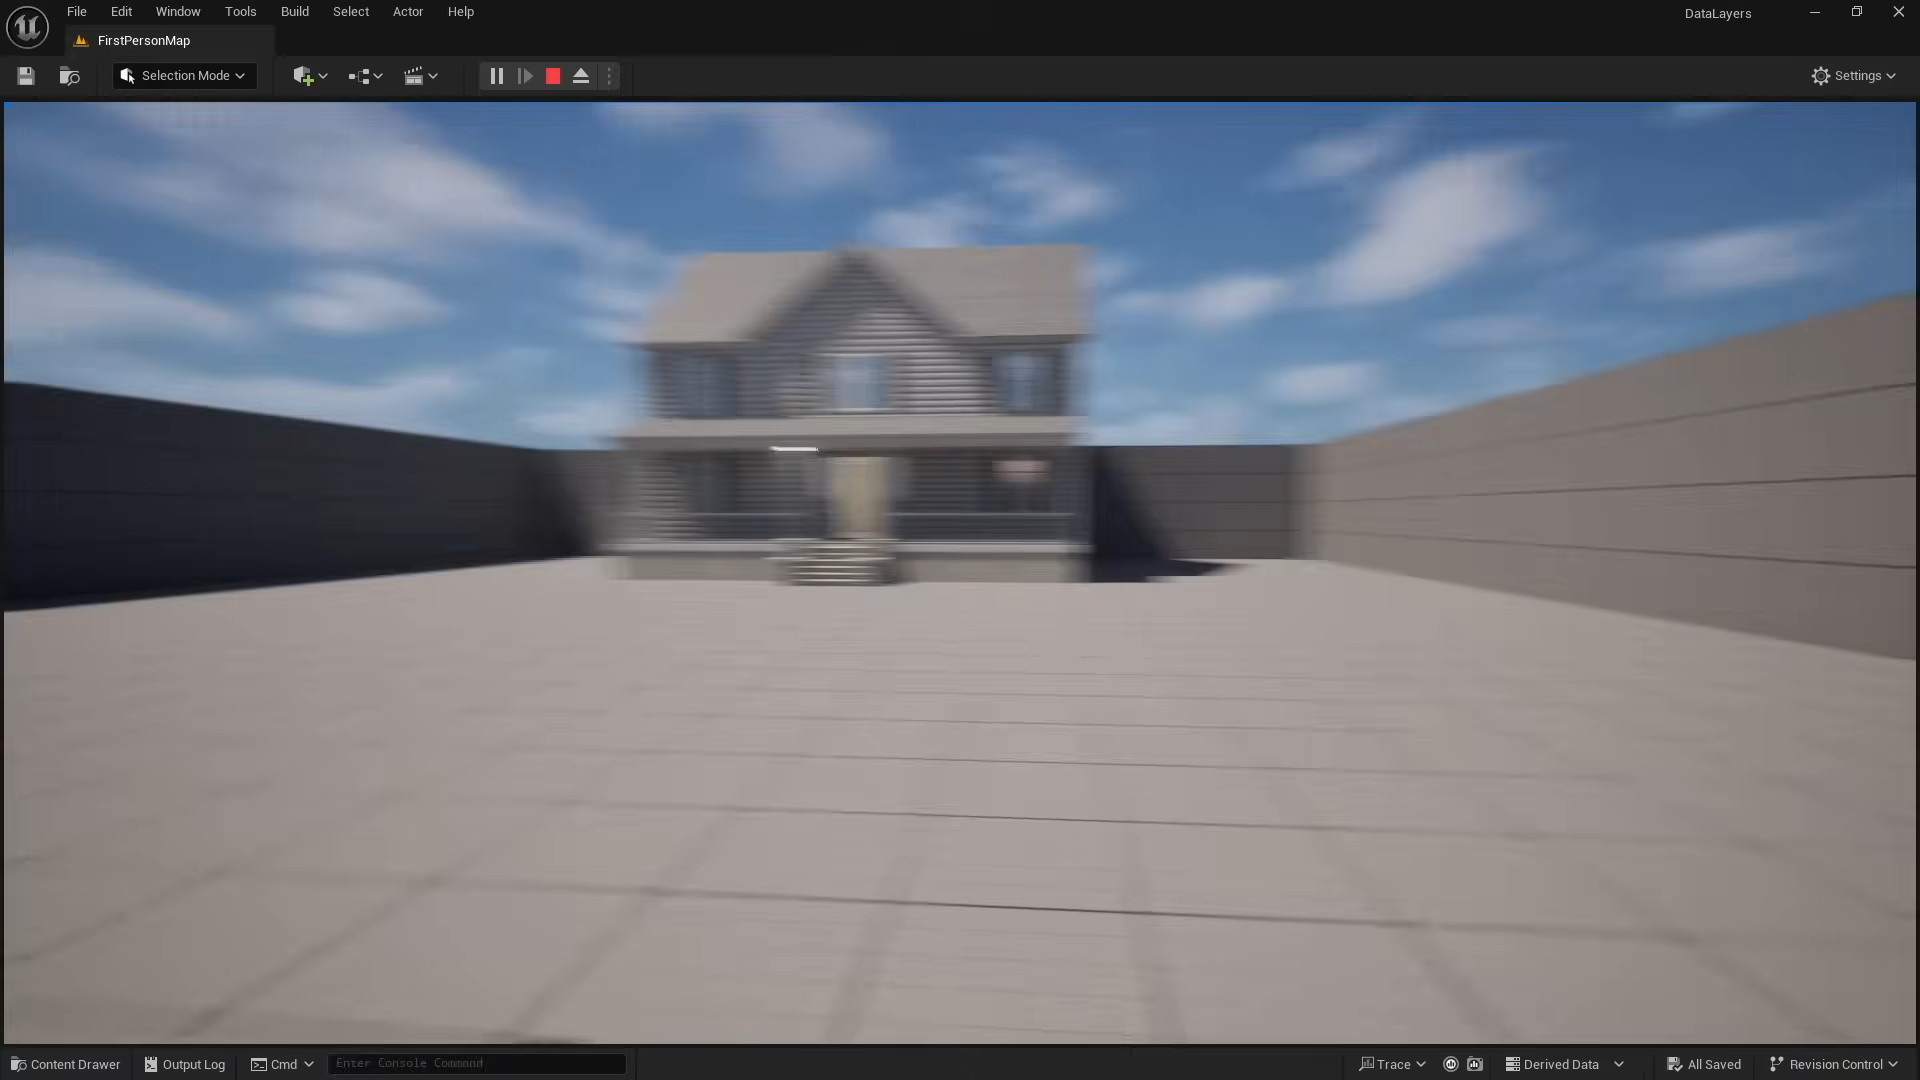 File Edit Window Tools Build Select Actor Help
DataLayers
FirstPersonMap
Selection Mode
Settings
Content Drawer
Output Log
Cmd
Enter Console Command
Trace
Derived Data
All Saved
Revision Control